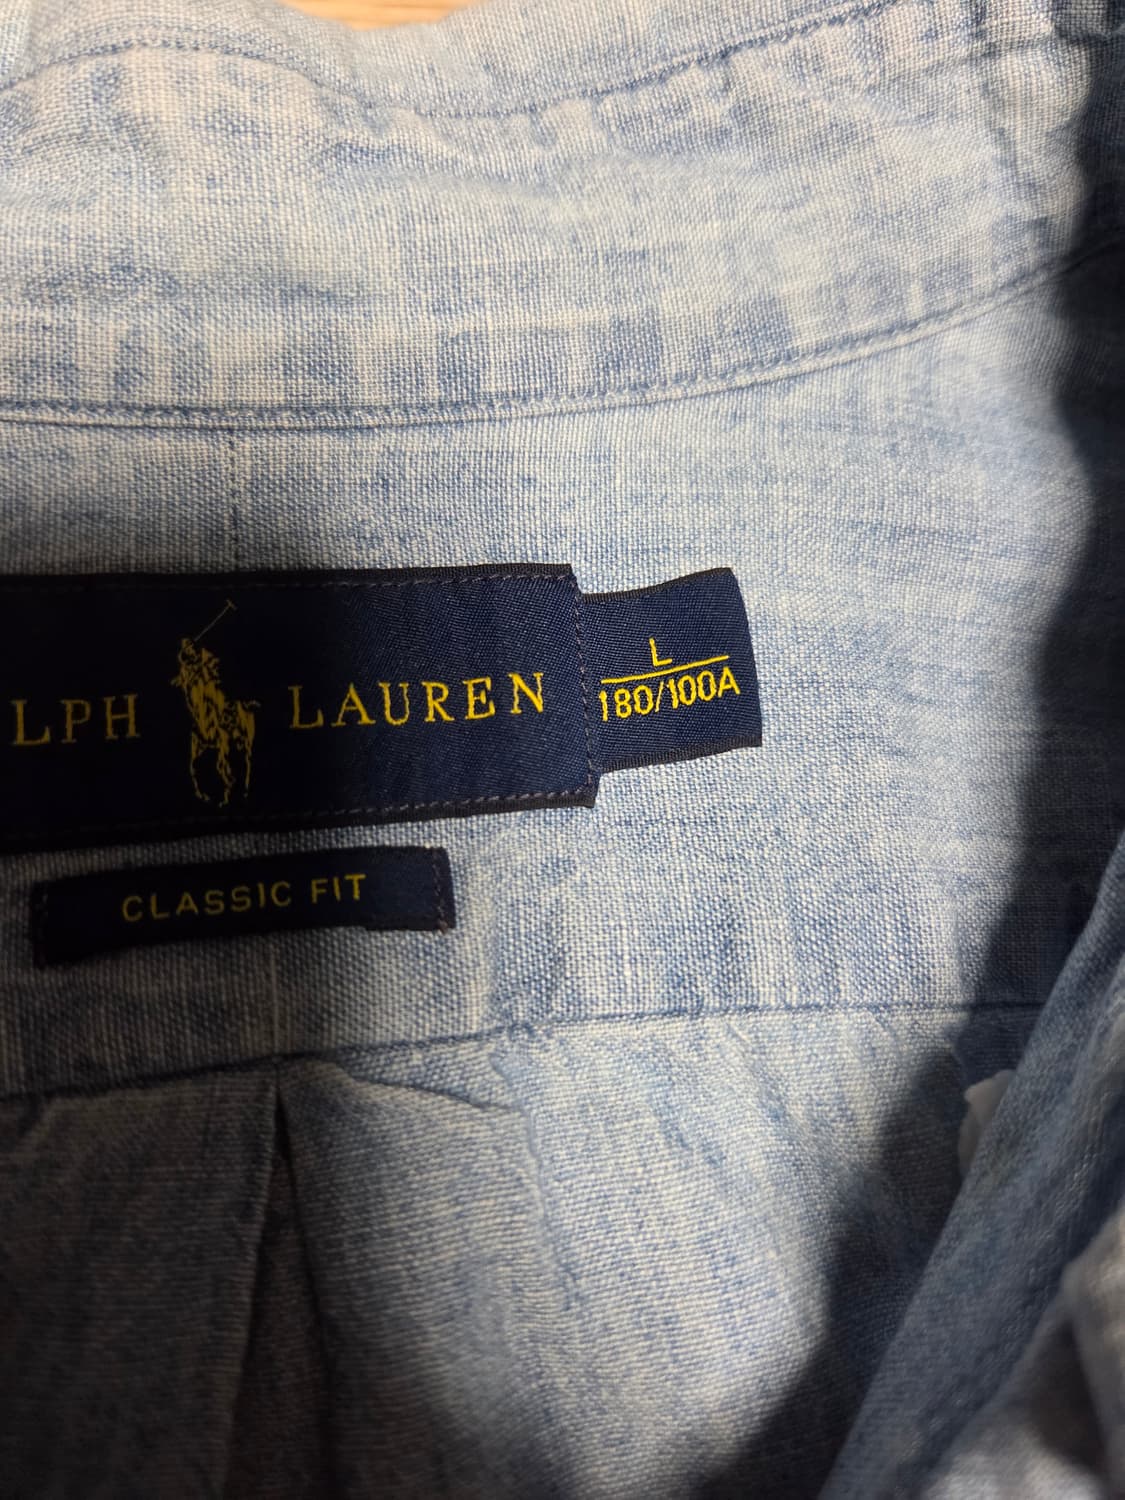 LPH LAUREN
L
180/100A
CLASSIC FIT